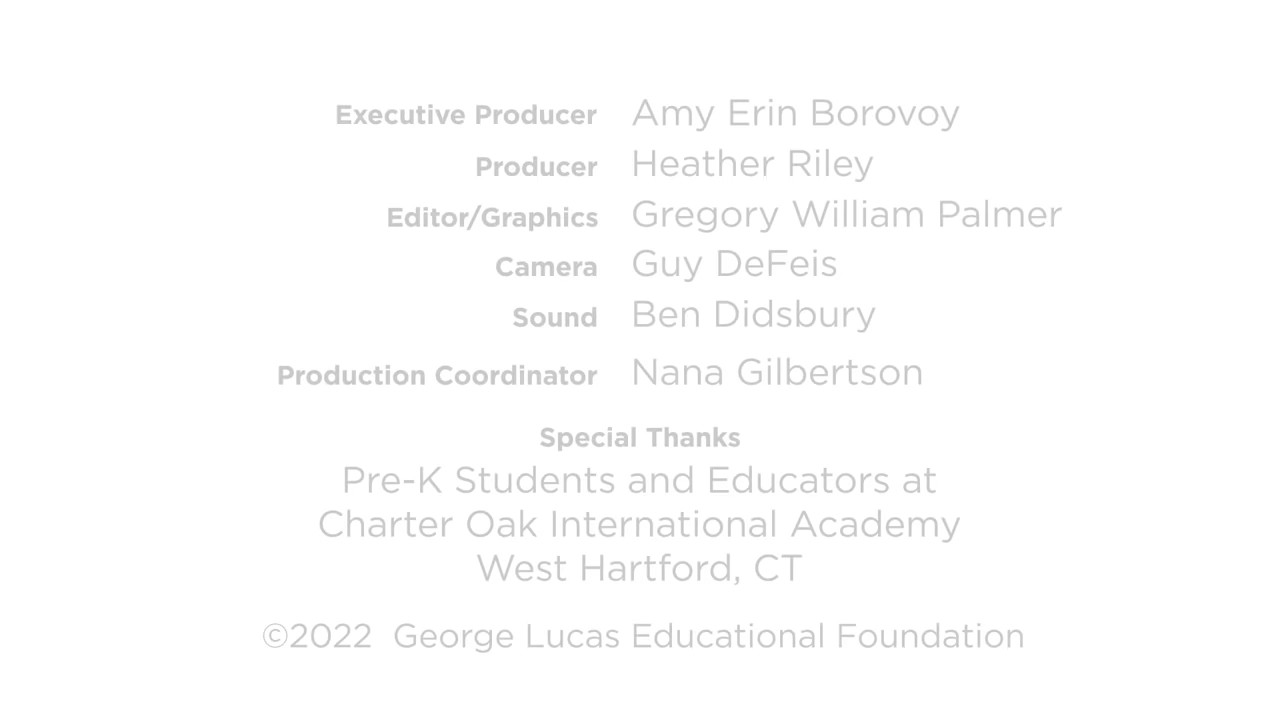 Executive Producer Amy Erin Borovoy
Producer Heather Riley
Editor/Graphics Gregory William Palmer
Camera Guy DeFeis
Sound Ben Didsbury
Production Coordinator Nana Gilbertson
Special Thanks
Pre-K Students and Educators at
Charter Oak International Academy
West Hartford, CT
©2022 George Lucas Educational Foundation